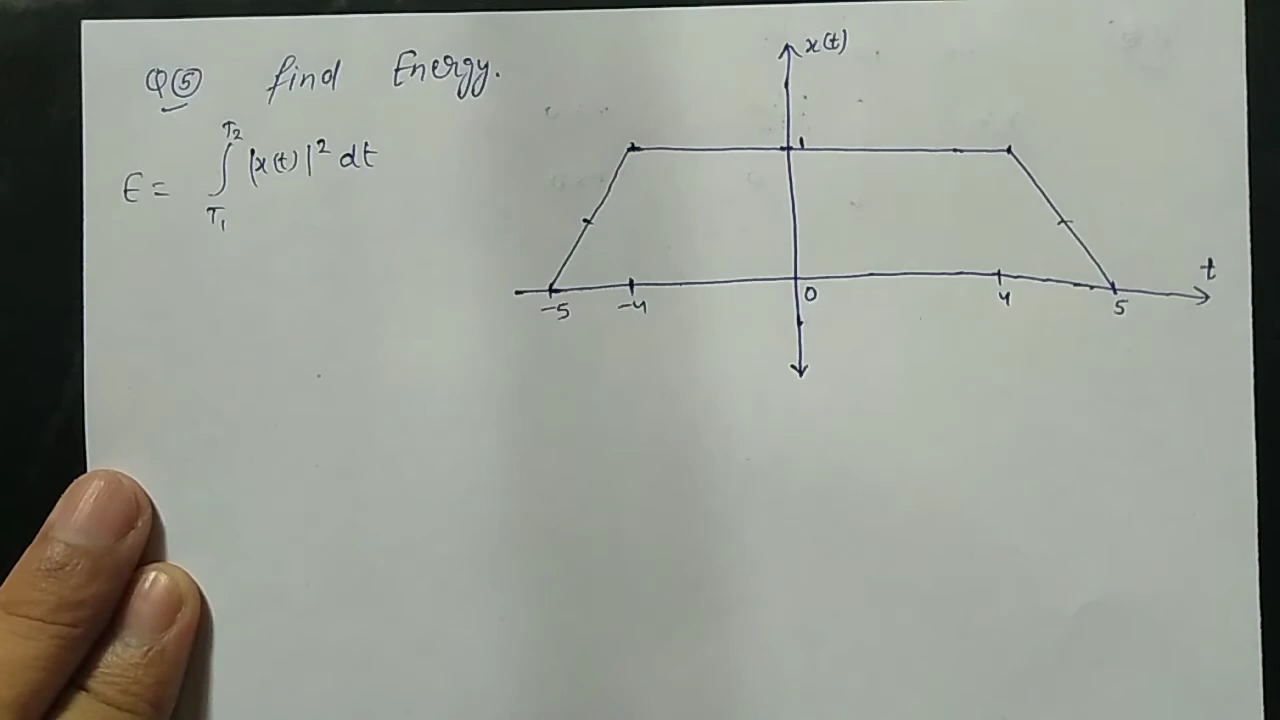 Q⑤ find Energy.
E = ∫_{T1}^{T2} |x(t)|² dt
x(t)
1
t
-5 -4 0 4 5